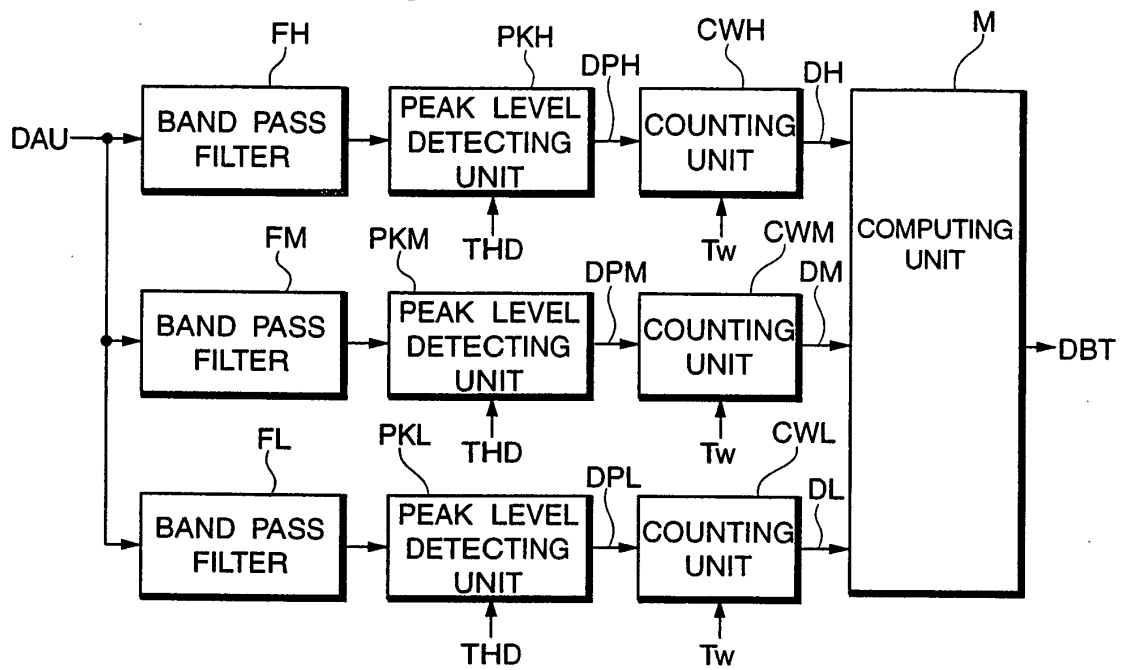 FH
PKH
CWH
M
DPH
DH
DAU
BAND PASS
FILTER
PEAK LEVEL
DETECTING
UNIT
COUNTING
UNIT
THD
Tw
COMPUTING
UNIT
FM
PKM
CWM
DPM
DM
BAND PASS
FILTER
PEAK LEVEL
DETECTING
UNIT
COUNTING
UNIT
DBT
THD
Tw
FL
PKL
CWL
DPL
DL
BAND PASS
FILTER
PEAK LEVEL
DETECTING
UNIT
COUNTING
UNIT
THD
Tw